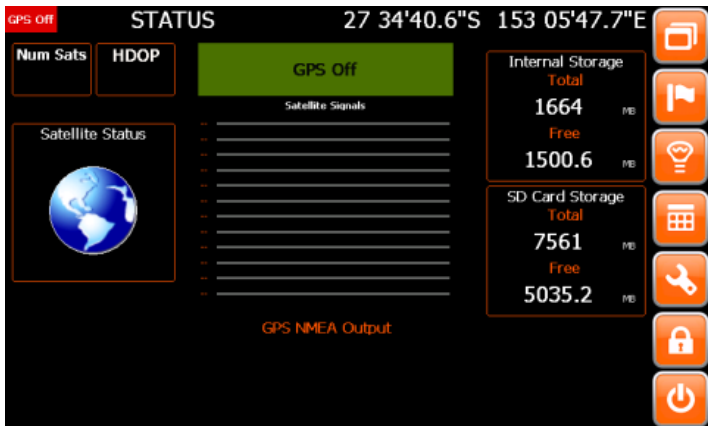 GPS Off STATUS 27 34'40.6"S 153 05'47.7"E
Num Sats HDOP
GPS Off
Satellite Signals
--
--
--
--
--
--
--
--
--
--
--
--
Satellite Status
GPS NMEA Output
Internal Storage
Total
1664 MB
Free
1500.6 MB
SD Card Storage
Total
7561 MB
Free
5035.2 MB